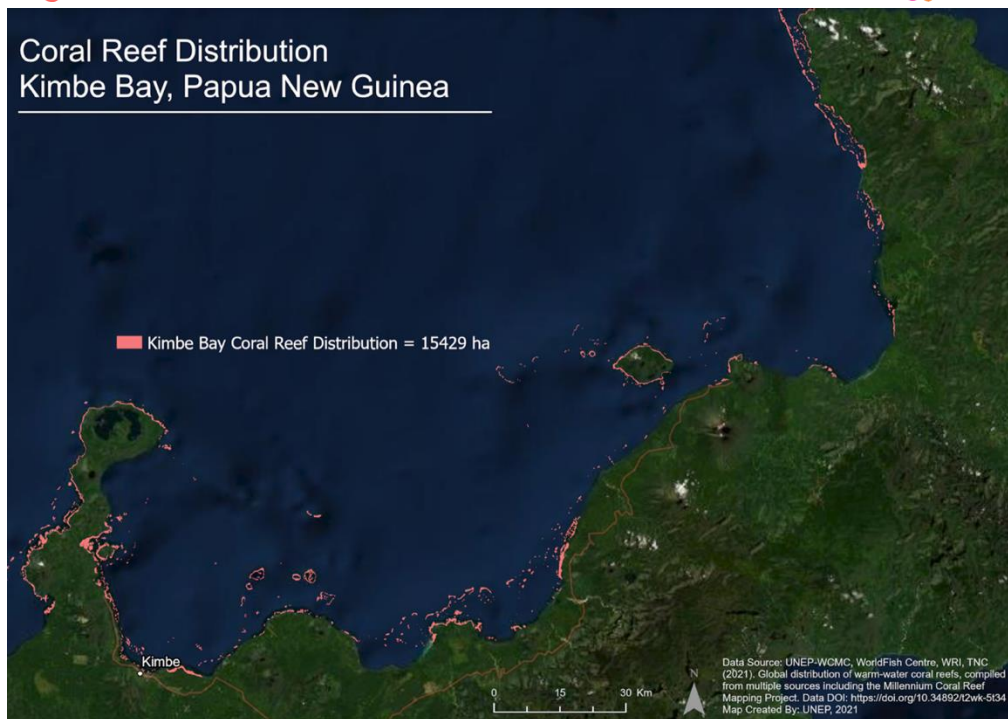 Coral Reef Distribution
Kimbe Bay, Papua New Guinea
Kimbe Bay Coral Reef Distribution = 15429 ha
Kimbe
0 15 30 Km
N
Data Source: UNEP-WCMC, WorldFish Centre, WRI, TNC
(2021). Global distribution of warm-water coral reefs, compiled
from multiple sources including the Millennium Coral Reef
Mapping Project. Data DOI: https://doi.org/10.34892/t2wk-5t34
Map Created By: UNEP, 2021